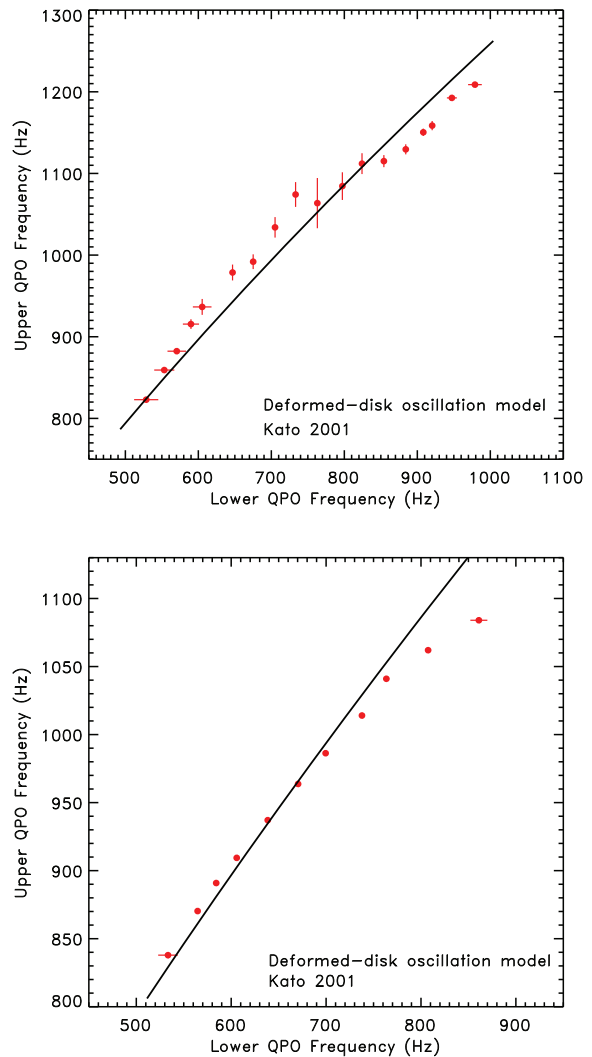 1300
1200
1100
1000
900
800
Upper QPO Frequency (Hz)
Deformed-disk oscillation model
Kato 2001
500 600 700 800 900 1000 1100
Lower QPO Frequency (Hz)
1100
1050
1000
950
900
850
800
Upper QPO Frequency (Hz)
Deformed-disk oscillation model
Kato 2001
500 600 700 800 900
Lower QPO Frequency (Hz)